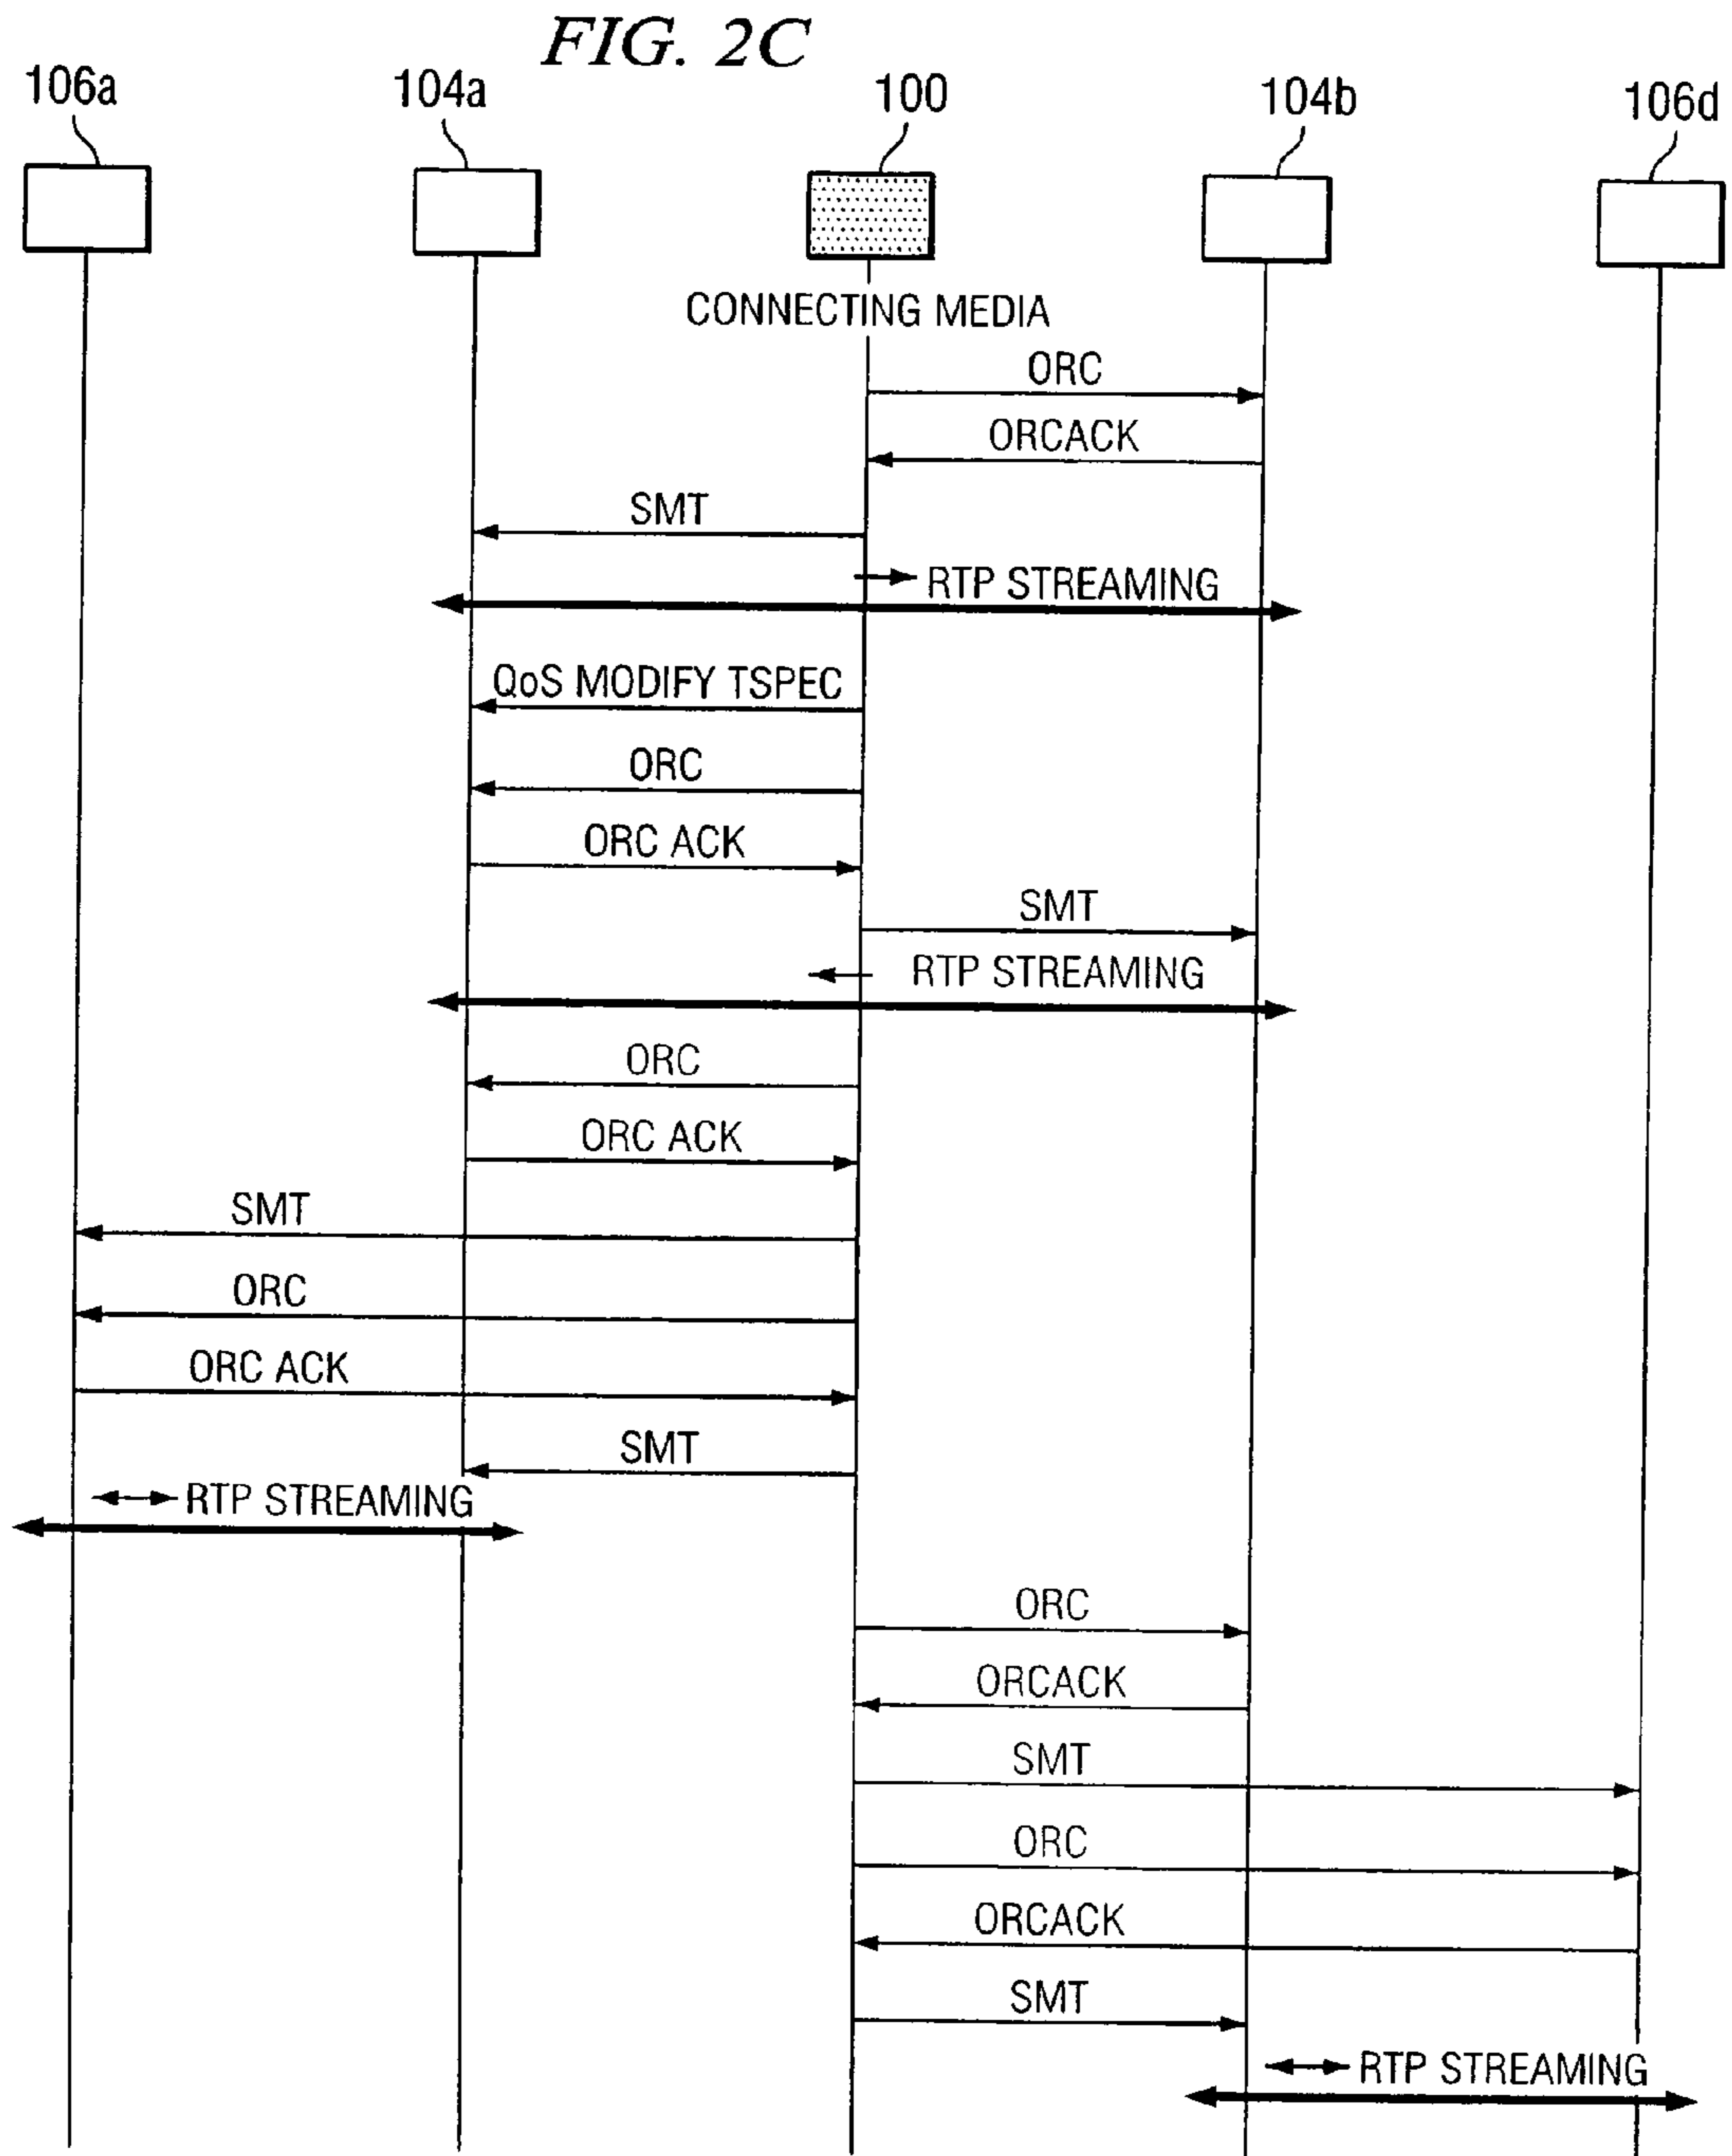 FIG. 2C
106a
104a
100
104b
106d
CONNECTING MEDIA
ORC
ORCACK
SMT
RTP STREAMING
QoS MODIFY TSPEC
ORC
ORC ACK
SMT
RTP STREAMING
ORC
ORC ACK
SMT
ORC
ORC ACK
SMT
RTP STREAMING
ORC
ORCACK
SMT
ORC
ORCACK
SMT
RTP STREAMING